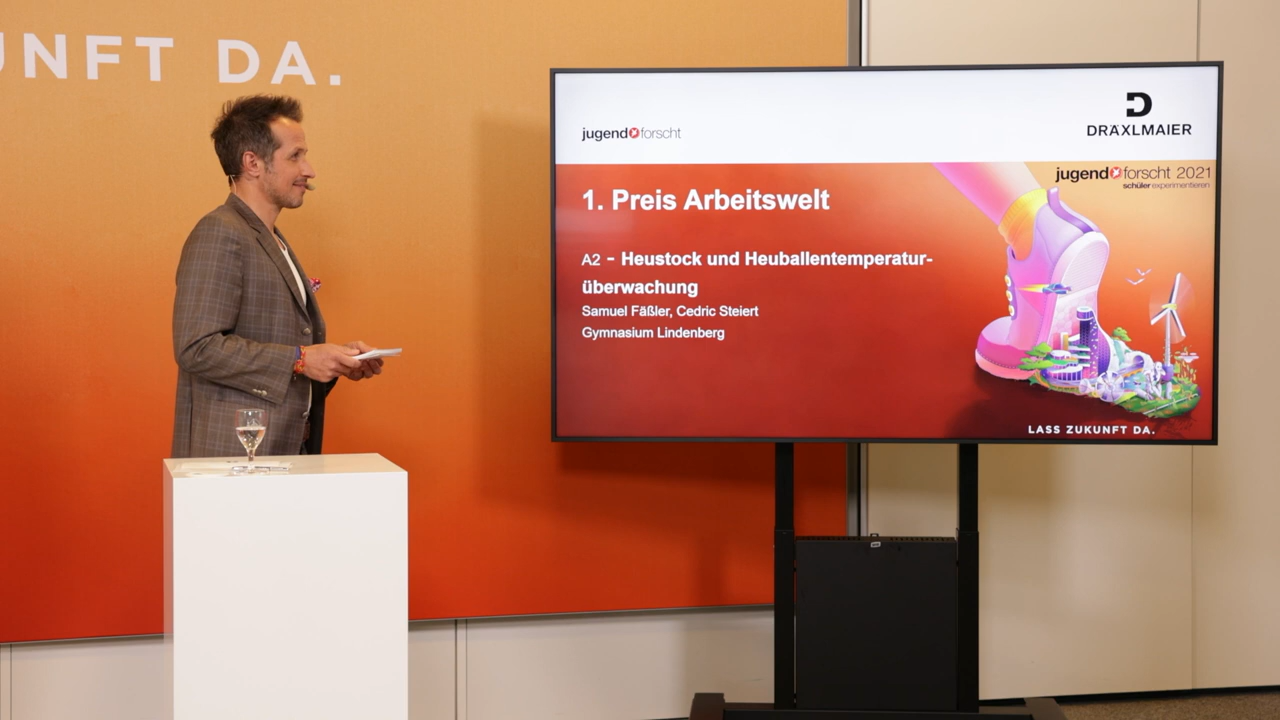 UNFT DA.
jugend forscht
DRÄXLMAIER
jugend forscht 2021
schüler experimentieren
1. Preis Arbeitswelt
A2 - Heustock und Heuballentemperatur-
überwachung
Samuel Fäßler, Cedric Steiert
Gymnasium Lindenberg
LASS ZUKUNFT DA.